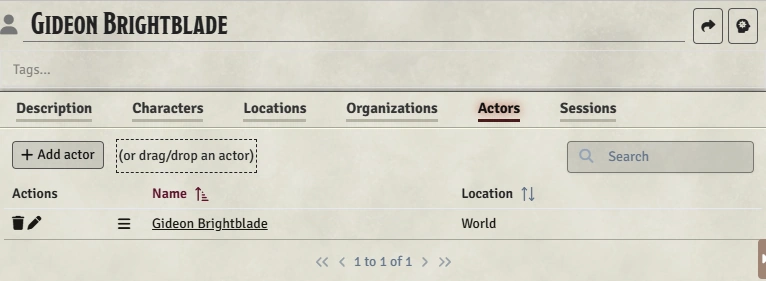 GIDEON BRIGHTBLADE
Tags...
Description Characters Locations Organizations Actors Sessions
+ Add actor (or drag/drop an actor) Search
Actions Name Location
Gideon Brightblade World
<< < 1 to 1 of 1 > >>